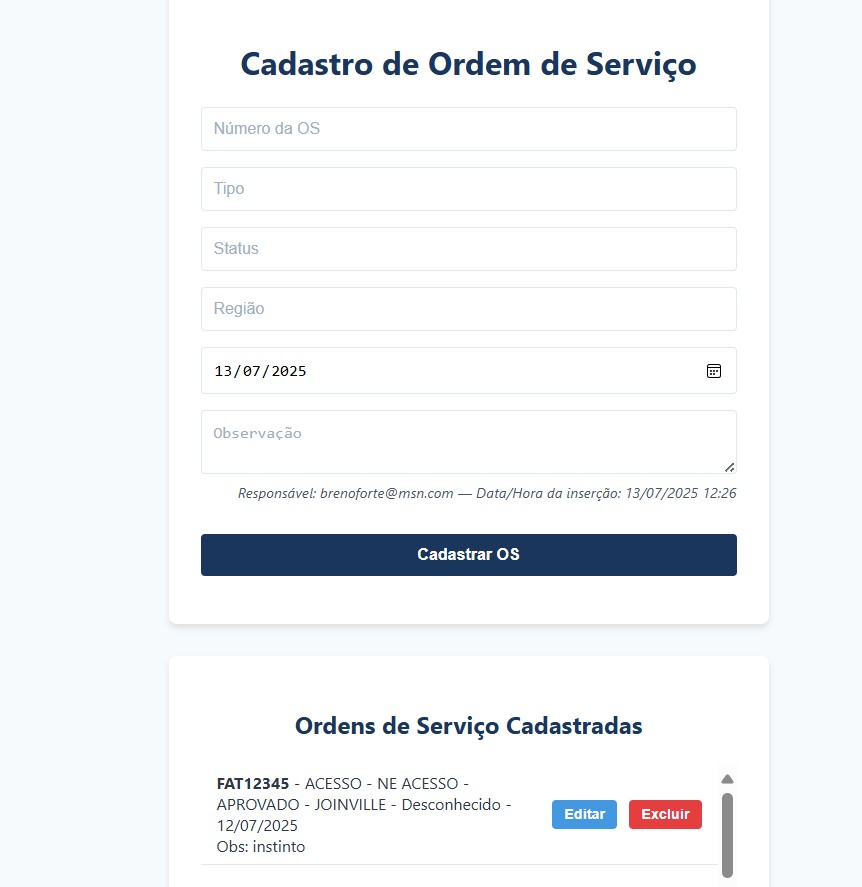 Cadastro de Ordem de Serviço
Número da OS
Tipo
Status
Região
13/07/2025
Observação
Responsável: brenoforte@msn.com — Data/Hora da inserção: 13/07/2025 12:26
Cadastrar OS
Ordens de Serviço Cadastradas
FAT12345 - ACESSO - NE ACESSO -
APROVADO - JOINVILLE - Desconhecido -
12/07/2025
Obs: instinto
Editar
Excluir